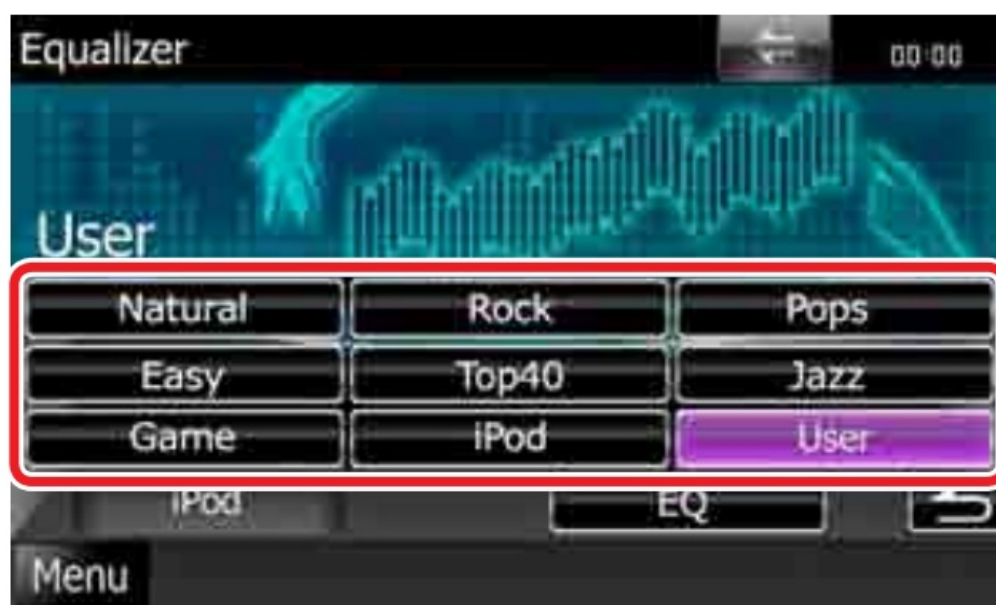 Equalizer 00:00
User
Natural Rock Pops
Easy Top40 Jazz
Game iPod User
iPod EQ
Menu